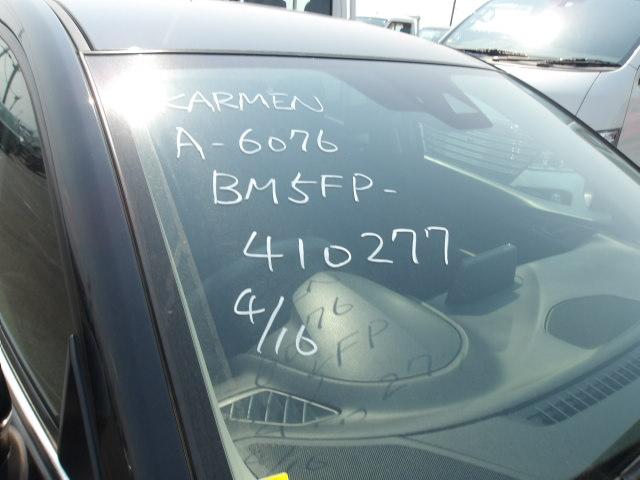 KARMEN
A-6076
BM5FP-
410277
4/16